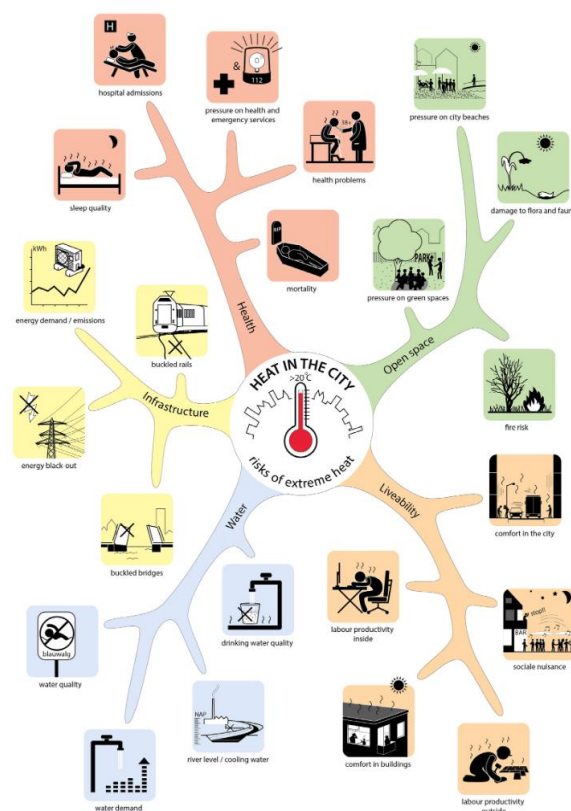 H
hospital admissions
&
112
pressure on health and
emergency services
38+
health problems
sleep quality
RIP
mortality
Health
pressure on city beaches
damage to flora and faun
PARK
pressure on green spaces
fire risk
Open space
kWh
energy demand / emissions
buckled rails
energy black-out
buckled bridges
Infrastructure
HEAT IN THE CITY
>20°C
risks of extreme heat
Water
drinking water quality
blauwalg
water quality
NAP
river level / cooling water
water demand
Liveability
comfort in the city
labour productivity
inside
stop!!
BAR
sociale nuisance
comfort in buildings
labour productivity
outside